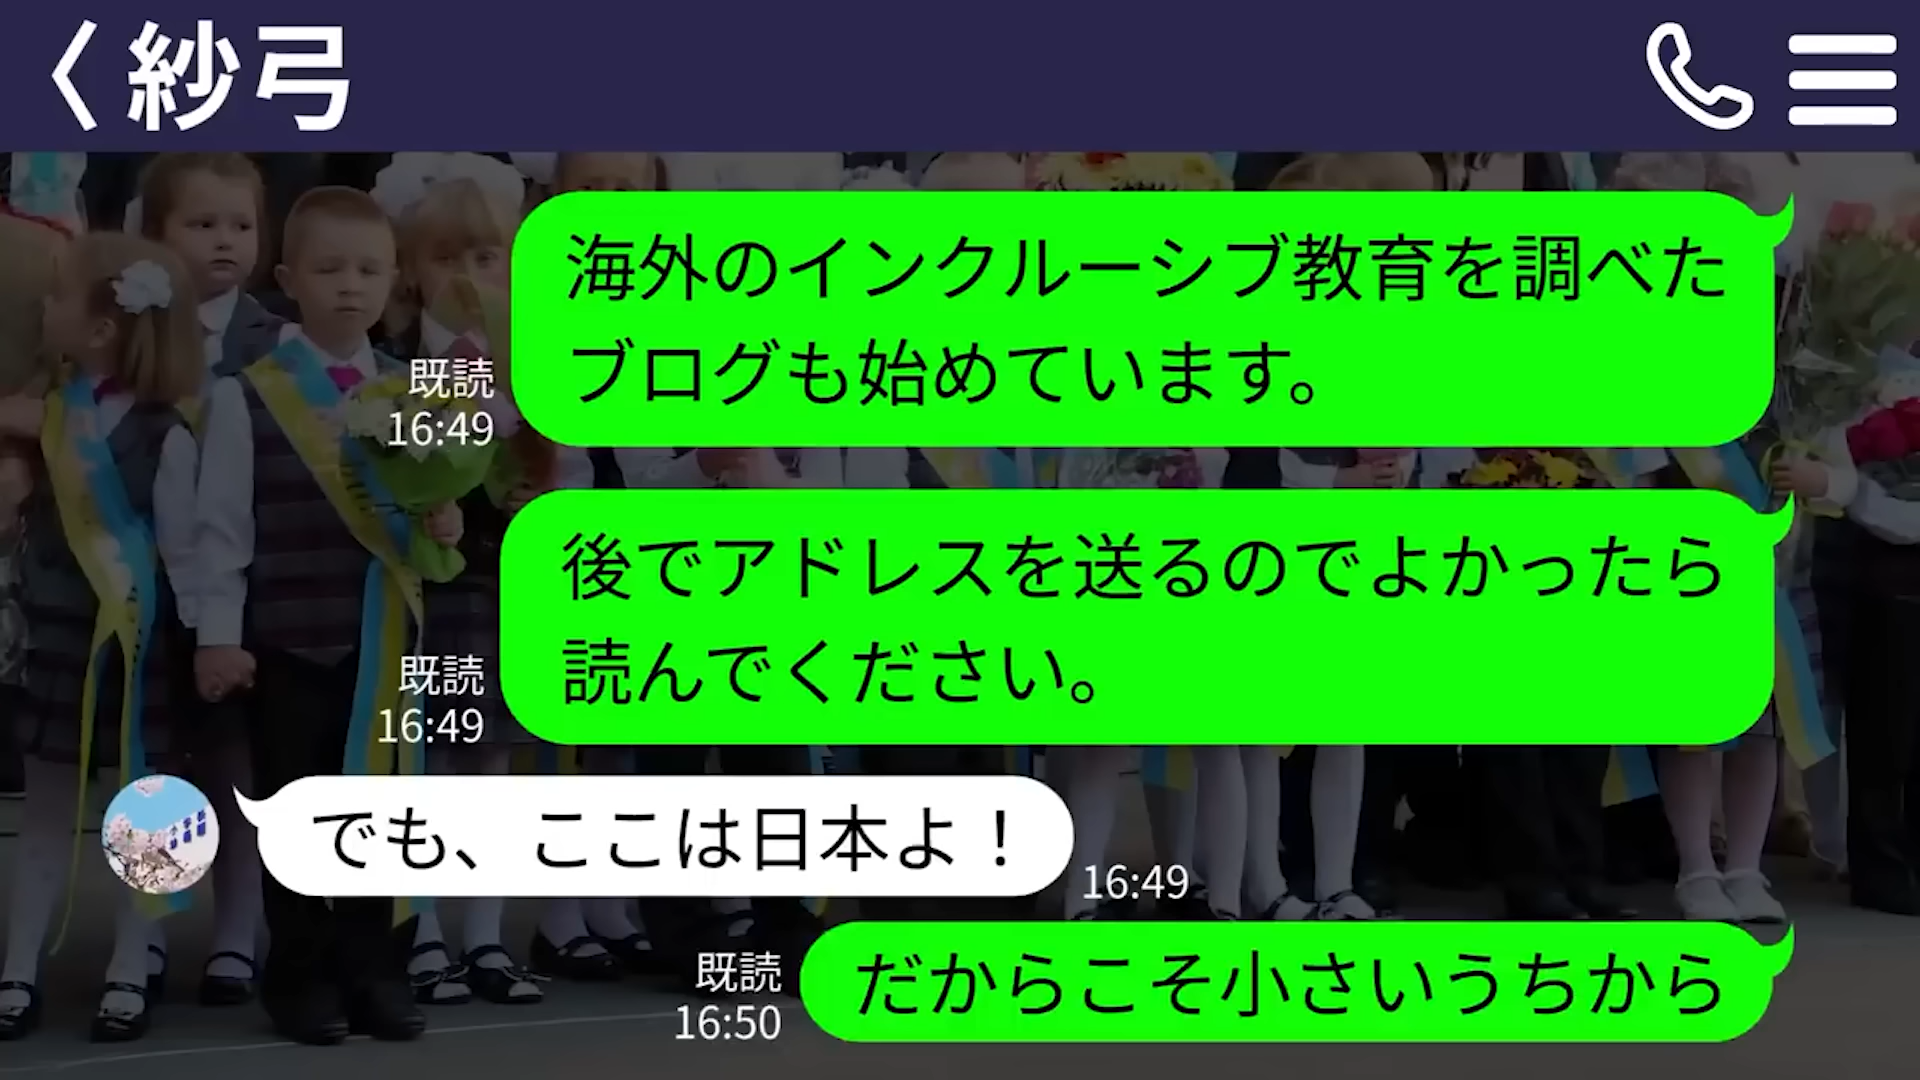 紗弓
海外のインクルーシブ教育を調べた
ブログも始めています。
既読
16:49
後でアドレスを送るのでよかったら
読んでください。
既読
16:49
でも、ここは日本よ！
16:49
だからこそ小さいうちから
既読
16:50